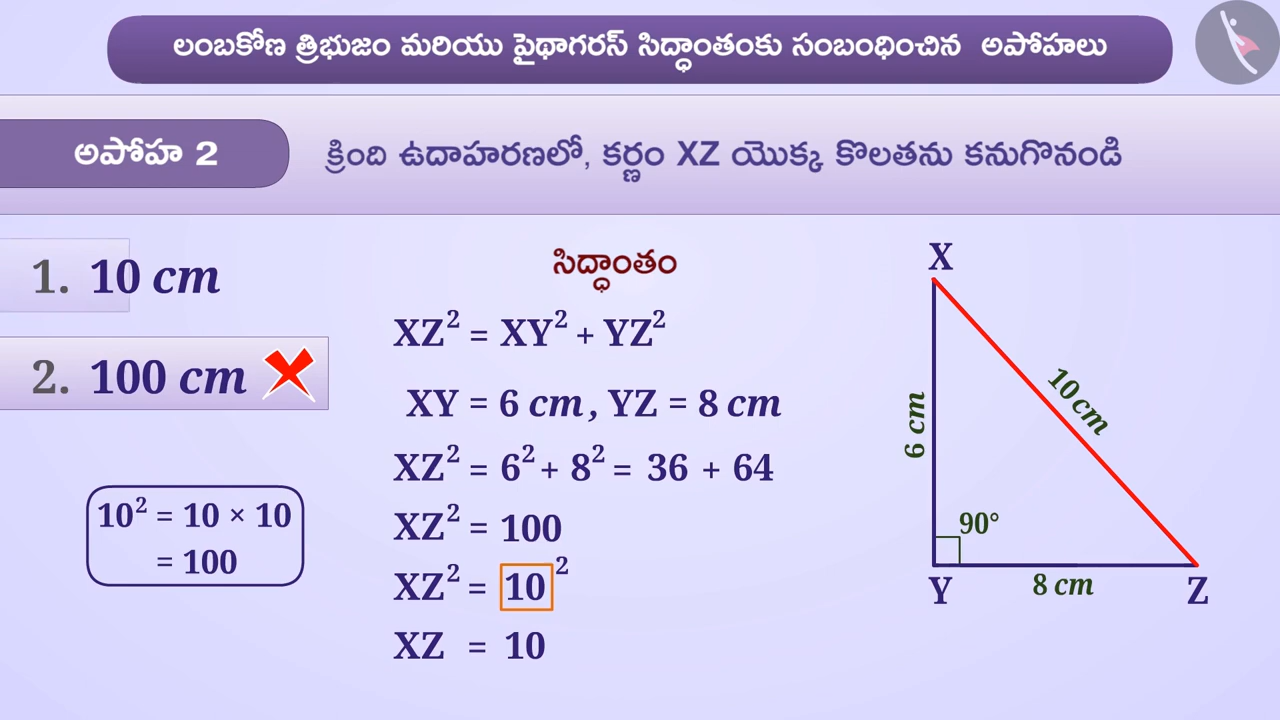 లంబకోణ త్రిభుజం మరియు పైథాగరస్ సిద్ధాంతంకు సంబంధించిన అపోహలు
అపోహ 2
క్రింది ఉదాహరణలో, కర్ణం XZ యొక్క కొలతను కనుగొనండి
1. 10 cm
2. 100 cm
10² = 10 × 10
= 100
సిద్ధాంతం
XZ² = XY² + YZ²
XY = 6 cm, YZ = 8 cm
XZ² = 6² + 8² = 36 + 64
XZ² = 100
XZ² = 10²
XZ = 10
X
6 cm
10 cm
90°
Y
8 cm
Z